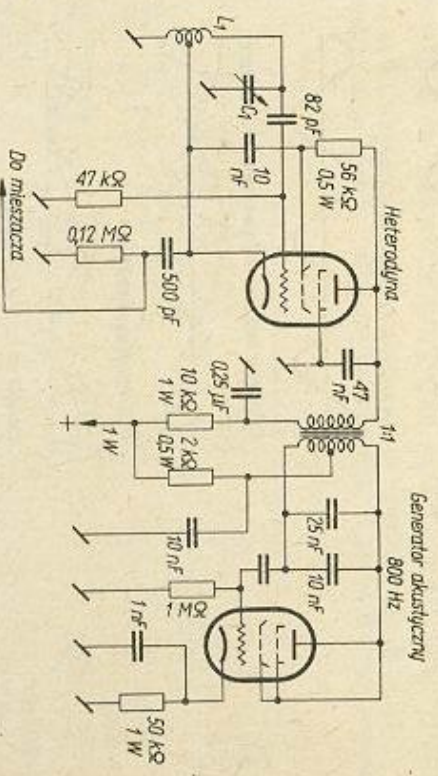 Heterodyna
Generator akustyczny
800 Hz
L₁
C₁
82 pF
10
nF
56 kΩ
0,5 W
47 kΩ
0,12 MΩ
500 pF
Do mieszacza
47
nF
1:1
0,25 μF
10 kΩ
1 W
2 kΩ
0,5 W
+
1 W
25 nF
10 nF
10 nF
1 MΩ
1 nF
50 kΩ
1 W